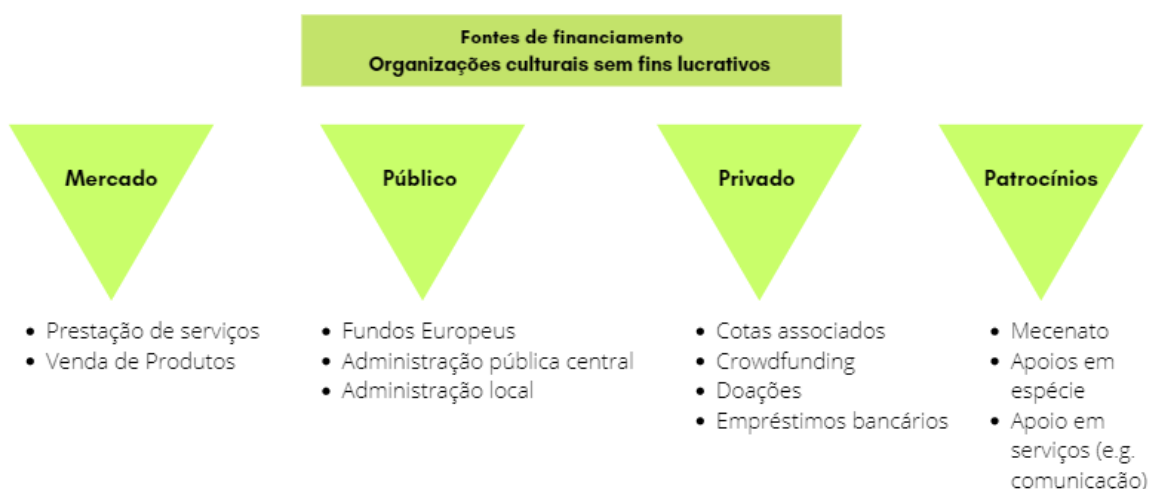 Fontes de financiamento
Organizações culturais sem fins lucrativos
Mercado
Público
Privado
Patrocínios
• Prestação de serviços
• Venda de Produtos
• Fundos Europeus
• Administração pública central
• Administração local
• Cotas associados
• Crowdfunding
• Doações
• Empréstimos bancários
• Mecenato
• Apoios em
espécie
• Apoio em
serviços (e.g.
comunicação)